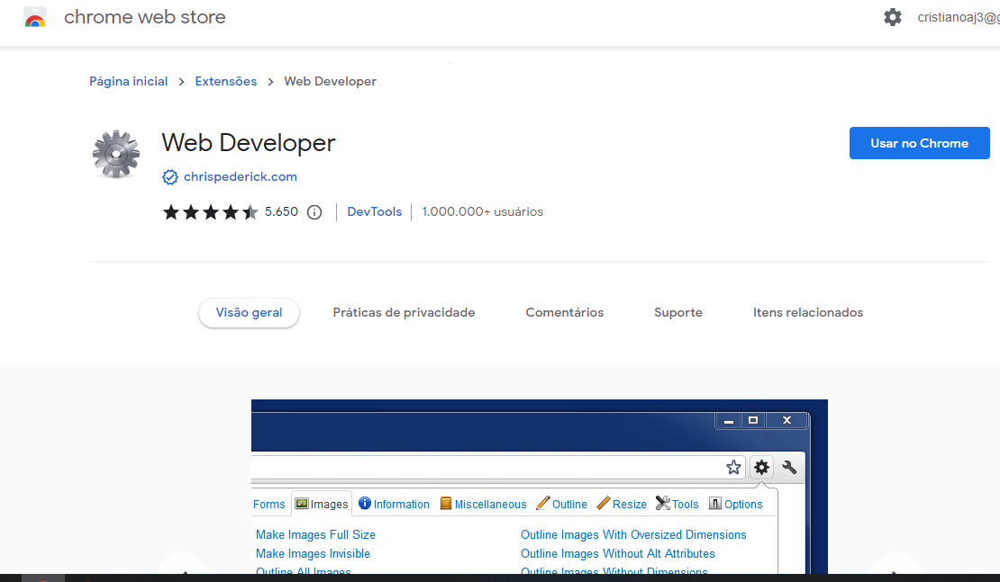 chrome web store
cristianoaj3@g
Página inicial > Extensões > Web Developer
Web Developer
Usar no Chrome
chrispederick.com
5.650 DevTools 1.000.000+ usuários
Visão geral Práticas de privacidade Comentários Suporte Itens relacionados
Forms Images Information Miscellaneous Outline Resize Tools Options
Make Images Full Size Outline Images With Oversized Dimensions
Make Images Invisible Outline Images Without Alt Attributes
Outline All Images Outline Images Without Dimensions